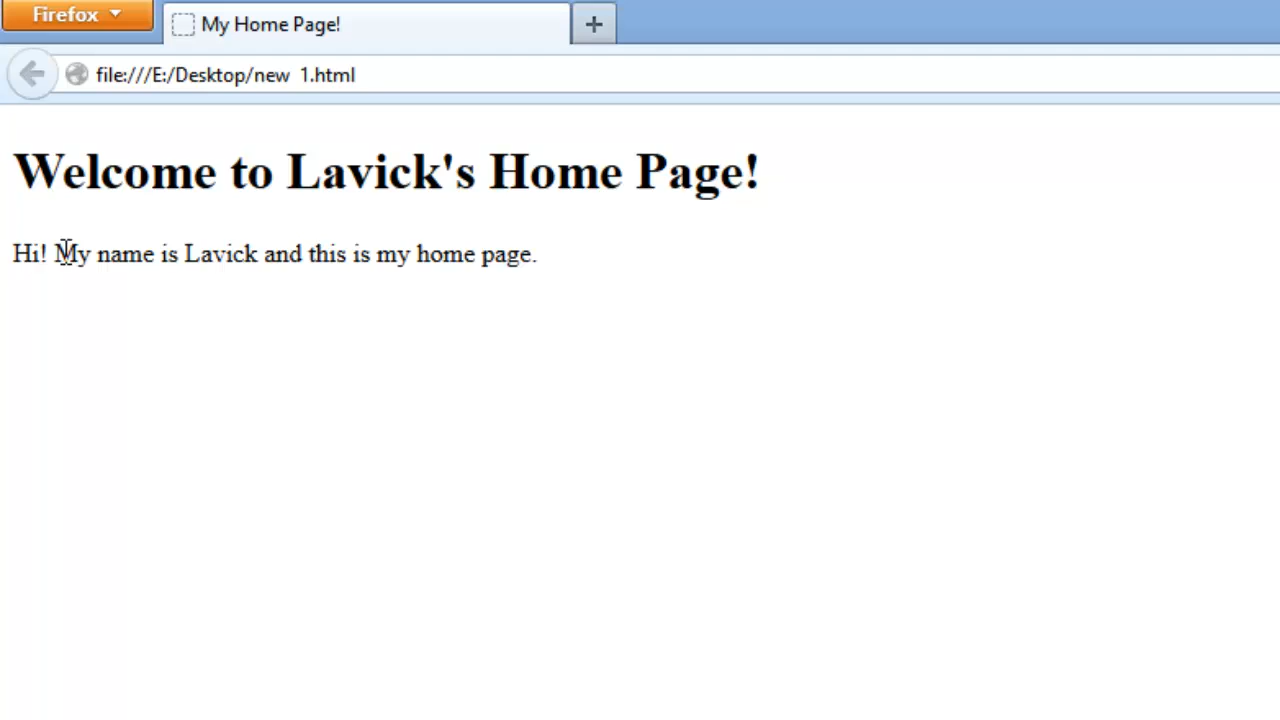 Firefox
My Home Page!
file:///E:/Desktop/new  1.html
Welcome to Lavick's Home Page!
Hi! My name is Lavick and this is my home page.